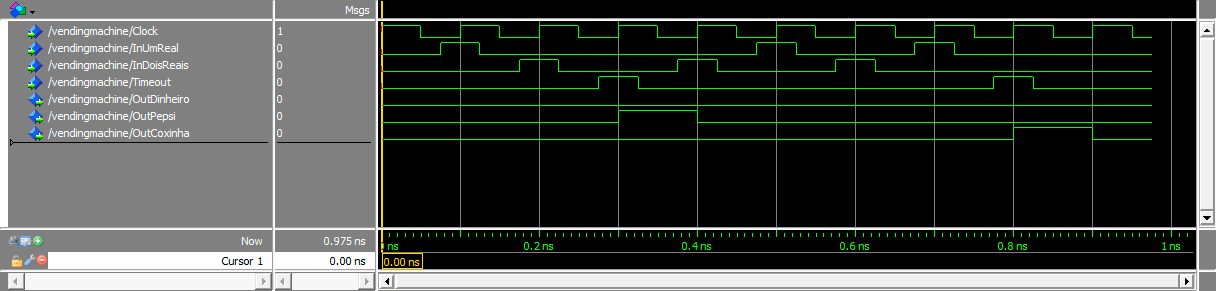 Msgs
/vendingmachine/Clock 1
/vendingmachine/InUmReal 0
/vendingmachine/InDoisReais 0
/vendingmachine/Timeout 0
/vendingmachine/OutDinheiro 0
/vendingmachine/OutPepsi 0
/vendingmachine/OutCoxinha 0
Now 0.975 ns ns 0.2 ns 0.4 ns 0.6 ns 0.8 ns 1 ns
Cursor 1 0.00 ns 0.00 ns